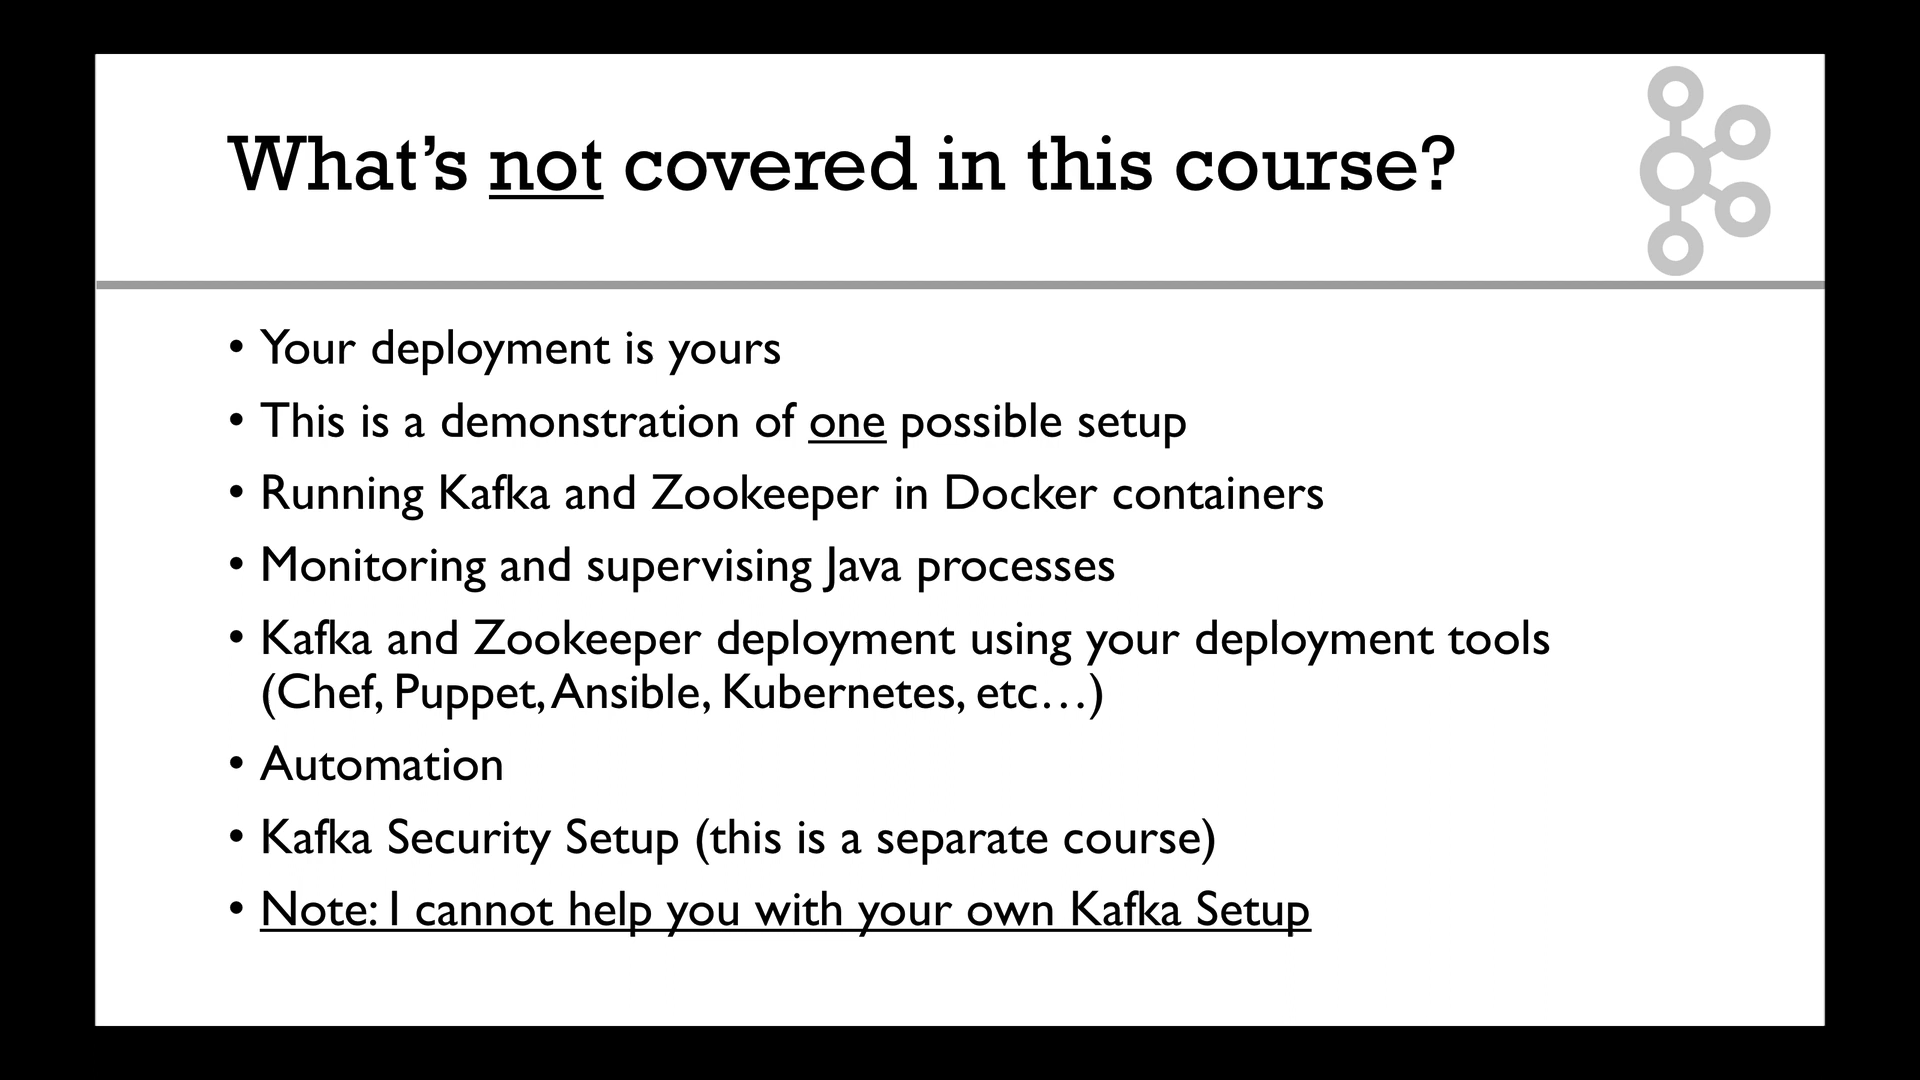 What’s not covered in this course?
• Your deployment is yours
• This is a demonstration of one possible setup
• Running Kafka and Zookeeper in Docker containers
• Monitoring and supervising Java processes
• Kafka and Zookeeper deployment using your deployment tools
(Chef, Puppet, Ansible, Kubernetes, etc…)
• Automation
• Kafka Security Setup (this is a separate course)
• Note: I cannot help you with your own Kafka Setup